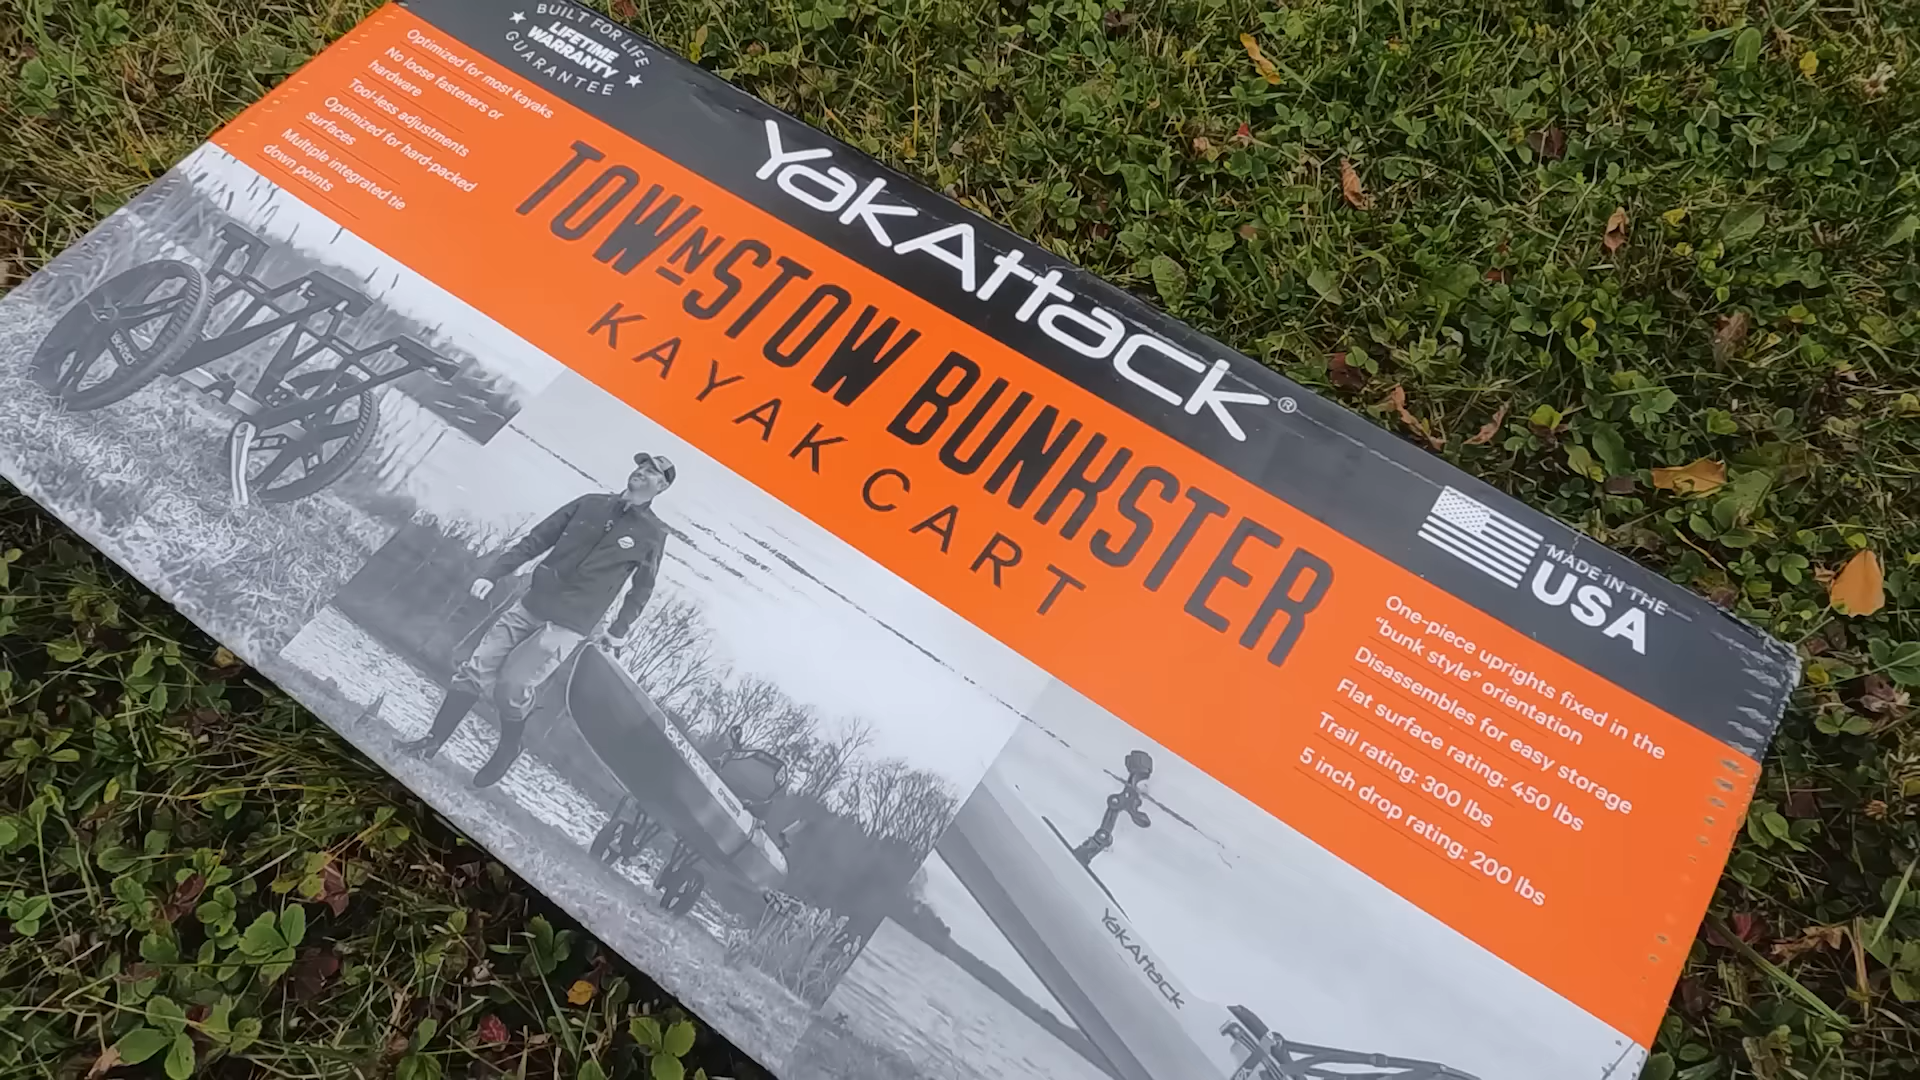 BUILT FOR LIFE
LIFETIME
WARRANTY
GUARANTEE
Optimized for most kayaks
No loose fasteners or
hardware
Tool-less adjustments
Optimized for hard-packed
surfaces
Multiple integrated tie
down points
YakAttack®
TOWNSTOW BUNKSTER
KAYAK CART
MADE IN THE
USA
One-piece uprights fixed in the
"bunk style" orientation
Disassembles for easy storage
Flat surface rating: 450 lbs
Trail rating: 300 lbs
5 inch drop rating: 200 lbs
YakAttack
YakAttack